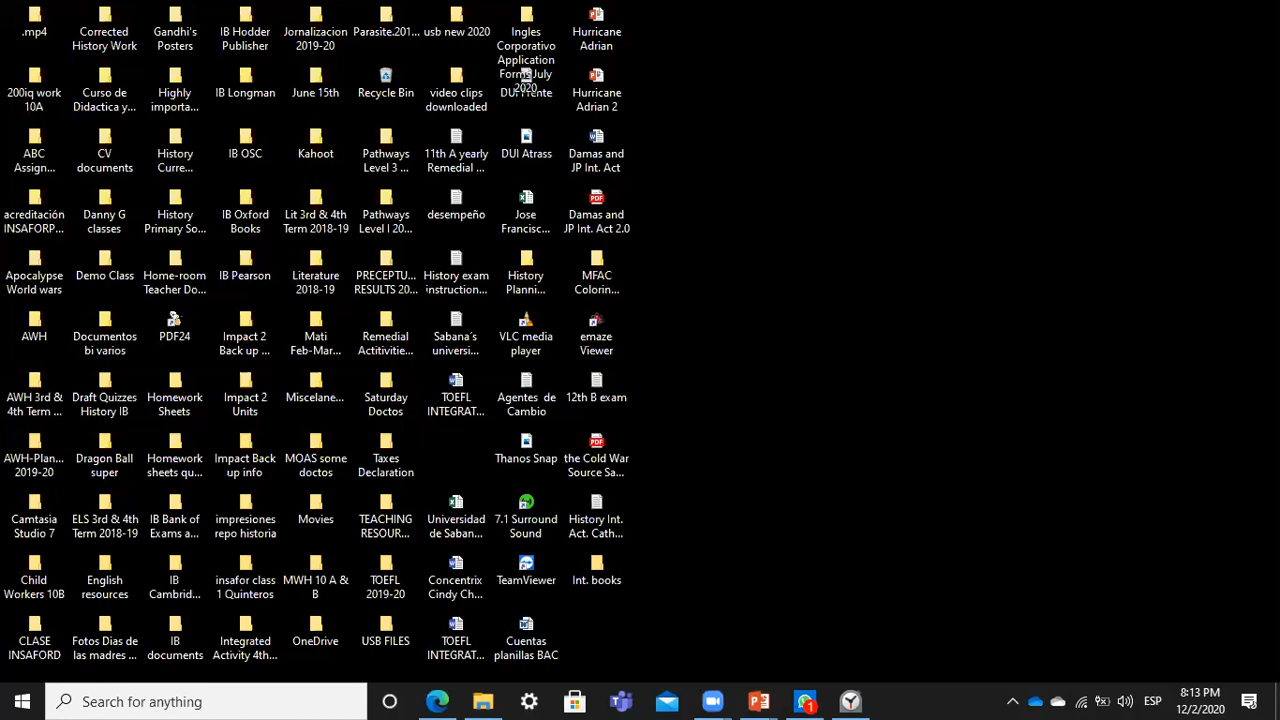 .mp4
Corrected
History Work
Gandhi's
Posters
IB Hodder
Publisher
Jornalizacion
2019-20
Parasite.201...
usb new 2020
Ingles
Corporativo
Application
Forms July
2020
Hurricane
Adrian
200iq work
10A
Curso de
Didactica y...
Highly
importa...
IB Longman
June 15th
Recycle Bin
video clips
downloaded
DUI Frente
Hurricane
Adrian 2
ABC
Assign...
CV
documents
History
Curre...
IB OSC
Kahoot
Pathways
Level 3 ...
11th A yearly
Remedial ...
DUI Atrass
Damas and
JP Int. Act
acreditación
INSAFORP...
Danny G
classes
History
Primary So...
IB Oxford
Books
Lit 3rd & 4th
Term 2018-19
Pathways
Level I 20...
desempeño
Jose
Francisc...
Damas and
JP Int. Act 2.0
Apocalypse
World wars
Demo Class
Home-room
Teacher Do...
IB Pearson
Literature
2018-19
PRECEPTU...
RESULTS 20...
History exam
instruction...
History
Planni...
MFAC
Colorin...
AWH
Documentos
bi varios
PDF24
Impact 2
Back up ...
Mati
Feb-Mar...
Remedial
Actitivitie...
Sabana´s
universi...
VLC media
player
emaze
Viewer
AWH 3rd &
4th Term ...
Draft Quizzes
History IB
Homework
Sheets
Impact 2
Units
Miscelane...
Saturday
Doctos
TOEFL
INTEGRAT...
Agentes  de
Cambio
12th B exam
AWH-Plan...
2019-20
Dragon Ball
super
Homework
sheets qu...
Impact Back
up info
MOAS some
doctos
Taxes
Declaration
Thanos Snap
the Cold War
Source Sa...
Camtasia
Studio 7
ELS 3rd & 4th
Term 2018-19
IB Bank of
Exams a...
impresiones
repo historia
Movies
TEACHING
RESOUR...
Universidad
de Saban...
7.1 Surround
Sound
History Int.
Act. Cath...
Child
Workers 10B
English
resources
IB
Cambrid...
insafor class
1 Quinteros
MWH 10 A &
B
TOEFL
2019-20
Concentrix
Cindy Ch...
TeamViewer
Int. books
CLASE
INSAFORD
Fotos Dias de
las madres ...
IB
documents
Integrated
Activity 4th...
OneDrive
USB FILES
TOEFL
INTEGRAT...
Cuentas
planillas BAC
Search for anything
1
ESP
8:13 PM
12/2/2020